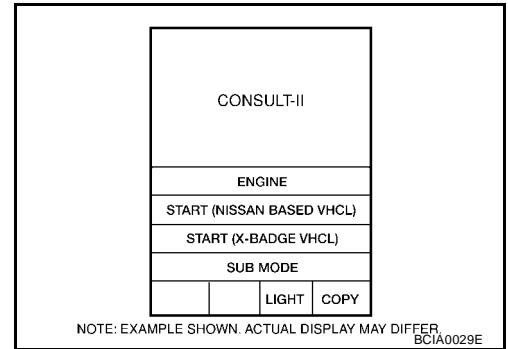 CONSULT-II
ENGINE
START (NISSAN BASED VHCL)
START (X-BADGE VHCL)
SUB MODE
LIGHT COPY
NOTE: EXAMPLE SHOWN. ACTUAL DISPLAY MAY DIFFER.
BCIA0029E